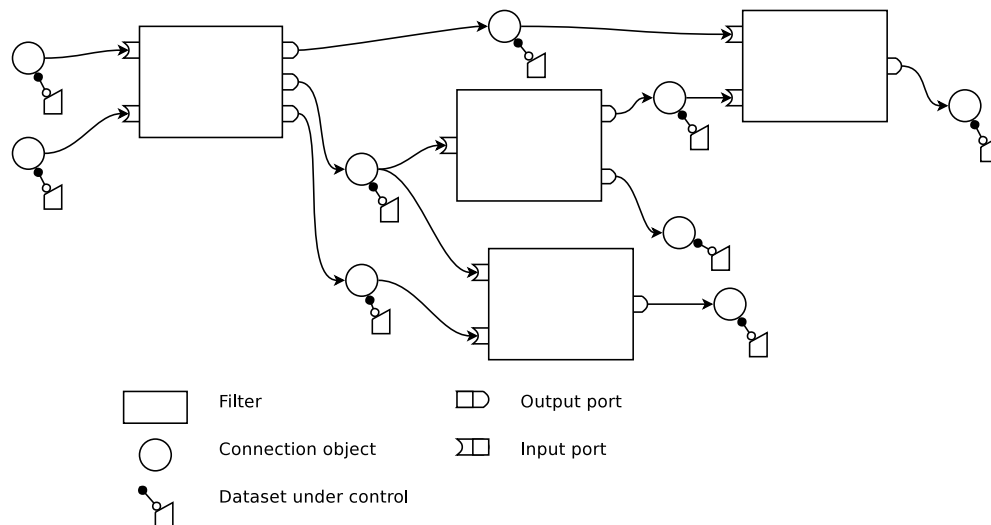 Filter
Output port
Connection object
Input port
Dataset under control